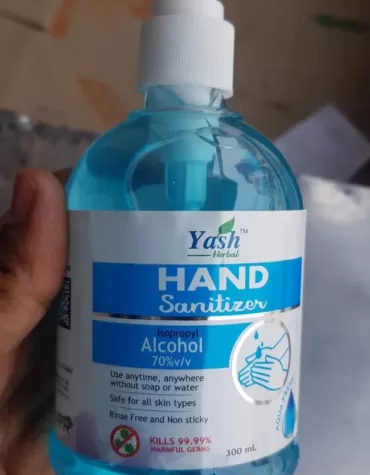 Yash™
Herbal
HAND
Sanitizer
Isopropyl
Alcohol
70%v/v
Use anytime, anywhere
without soap or water
Safe for all skin types
Rinse Free and Non sticky
KILLS 99.99%
HARMFUL GERMS
300 mL